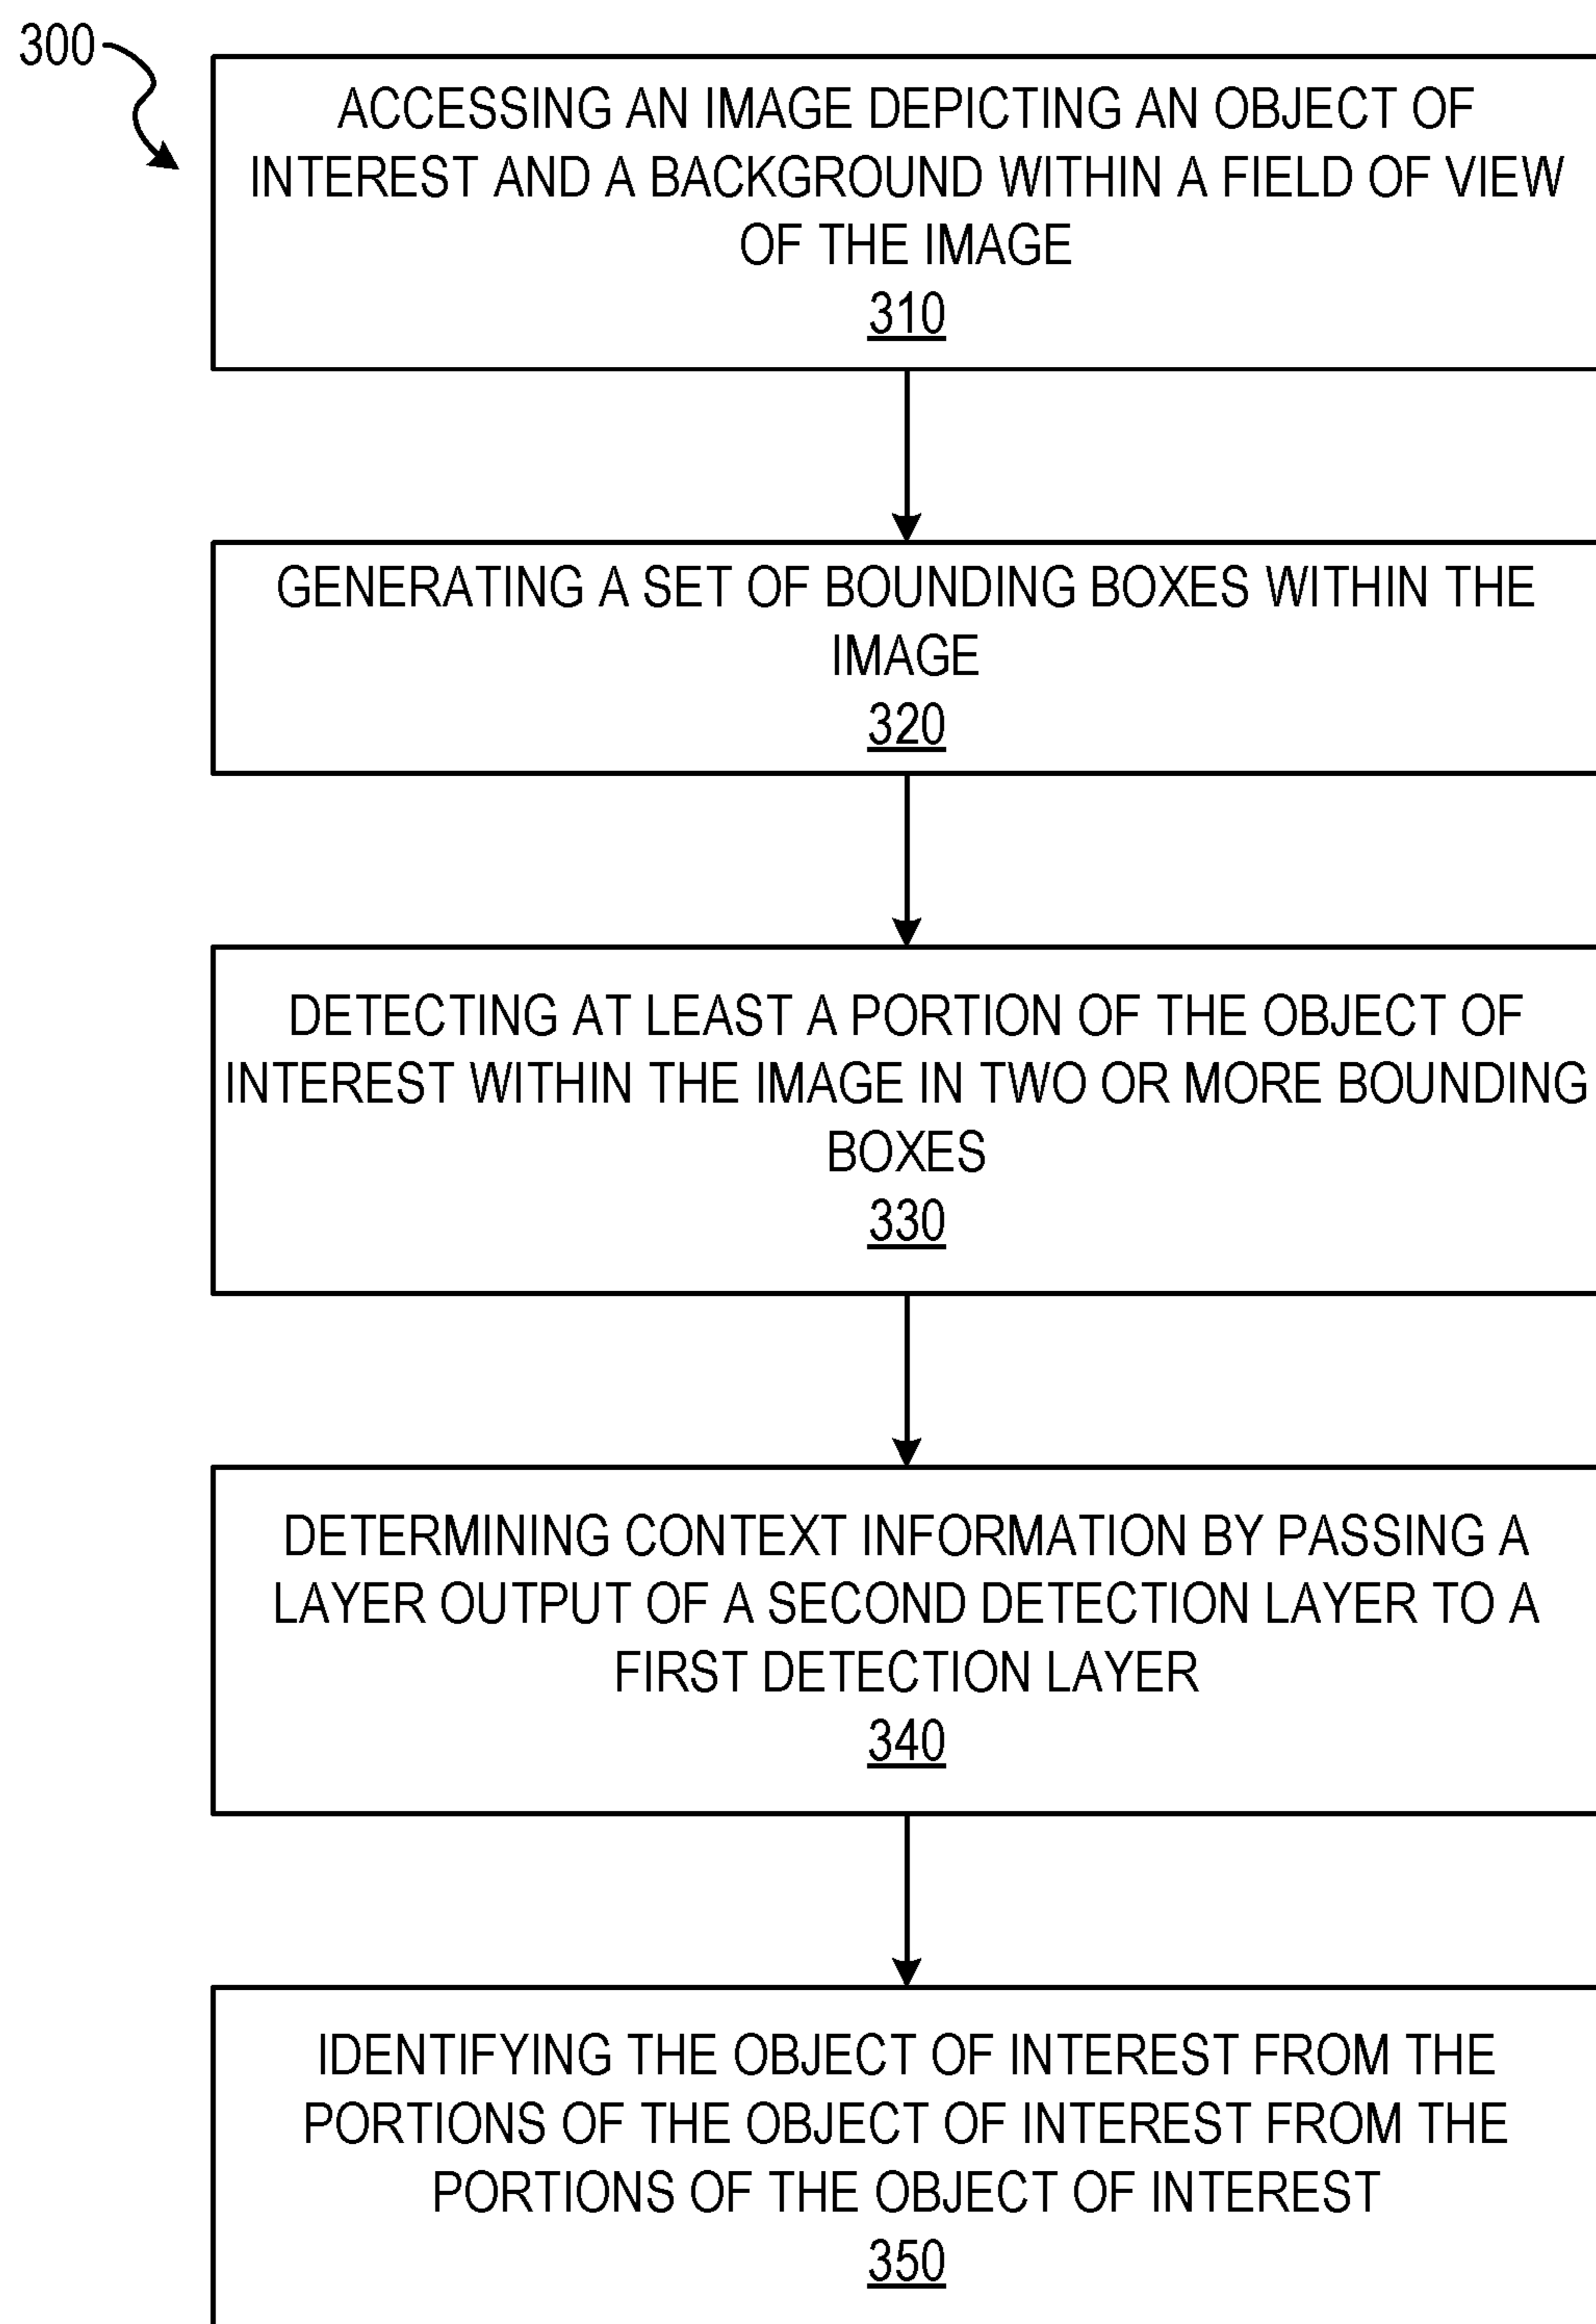 300
ACCESSING AN IMAGE DEPICTING AN OBJECT OF
INTEREST AND A BACKGROUND WITHIN A FIELD OF VIEW
OF THE IMAGE
310
GENERATING A SET OF BOUNDING BOXES WITHIN THE
IMAGE
320
DETECTING AT LEAST A PORTION OF THE OBJECT OF
INTEREST WITHIN THE IMAGE IN TWO OR MORE BOUNDING
BOXES
330
DETERMINING CONTEXT INFORMATION BY PASSING A
LAYER OUTPUT OF A SECOND DETECTION LAYER TO A
FIRST DETECTION LAYER
340
IDENTIFYING THE OBJECT OF INTEREST FROM THE
PORTIONS OF THE OBJECT OF INTEREST FROM THE
PORTIONS OF THE OBJECT OF INTEREST
350